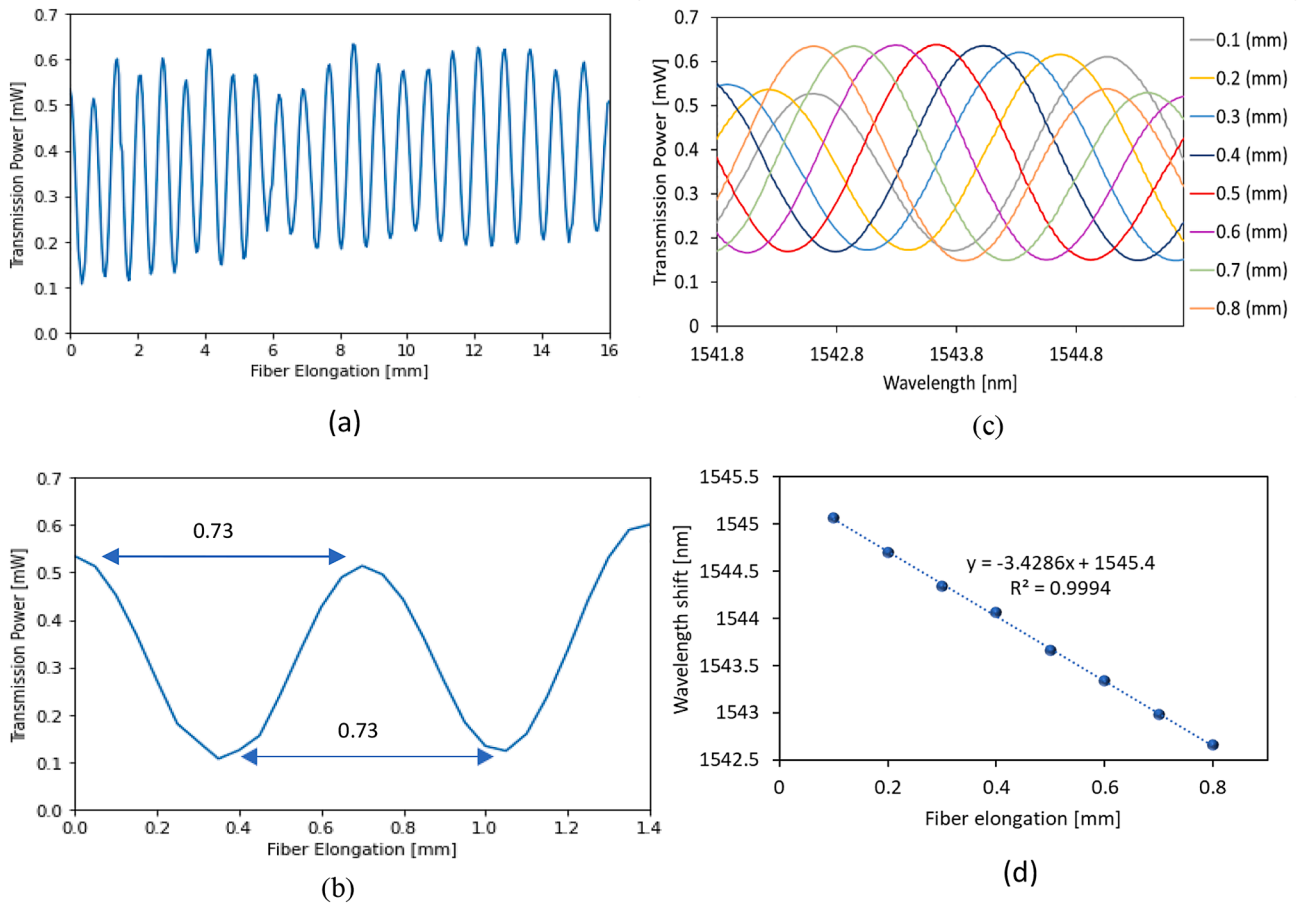 0.7
0.6
0.5
0.4
0.3
0.2
0.1
0.0
Transmission Power [mW]
0 2 4 6 8 10 12 14 16
Fiber Elongation [mm]
(a)
0.7
0.6
0.5
0.4
0.3
0.2
0.1
0
Transmission Power [mW]
1541.8 1542.8 1543.8 1544.8
Wavelength [nm]
0.1 (mm)
0.2 (mm)
0.3 (mm)
0.4 (mm)
0.5 (mm)
0.6 (mm)
0.7 (mm)
0.8 (mm)
(c)
0.7
0.6
0.5
0.4
0.3
0.2
0.1
0.0
Transmission Power [mW]
0.73
0.73
0.0 0.2 0.4 0.6 0.8 1.0 1.2 1.4
Fiber Elongation [mm]
(b)
1545.5
1545
1544.5
1544
1543.5
1543
1542.5
Wavelength shift [nm]
y = -3.4286x + 1545.4
R² = 0.9994
0 0.2 0.4 0.6 0.8
Fiber elongation [mm]
(d)